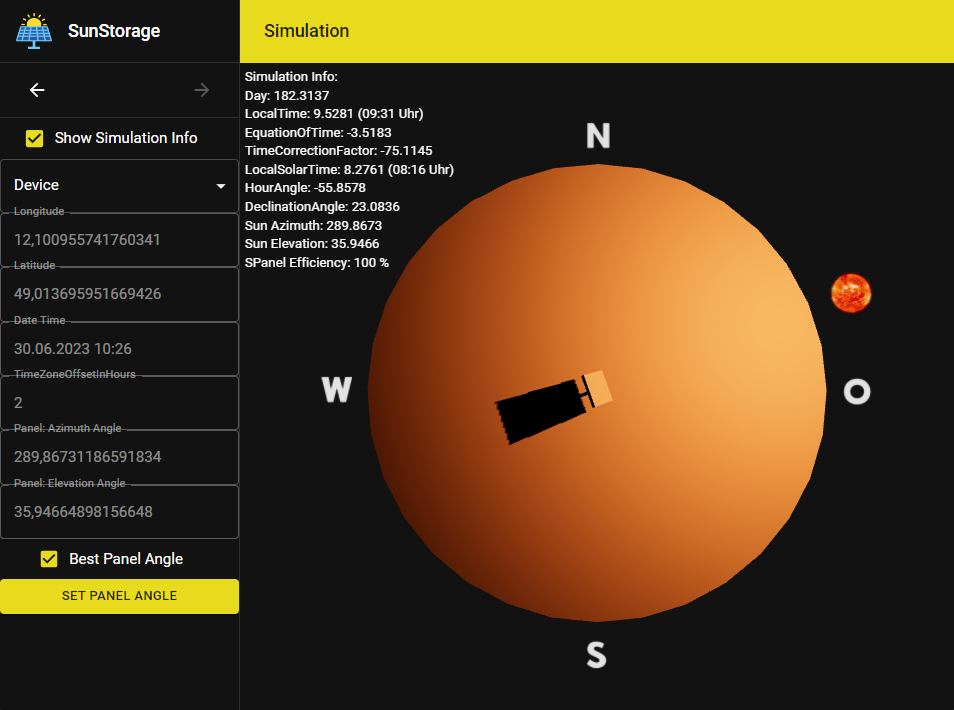 SunStorage
Simulation
Show Simulation Info
Device
Longitude
12,100955741760341
Latitude
49,013695951669426
Date Time
30.06.2023 10:26
TimeZoneOffsetInHours
2
Panel: Azimuth Angle
289,86731186591834
Panel: Elevation Angle
35,94664898156648
Best Panel Angle
SET PANEL ANGLE
Simulation Info:
Day: 182.3137
LocalTime: 9.5281 (09:31 Uhr)
EquationOfTime: -3.5183
TimeCorrectionFactor: -75.1145
LocalSolarTime: 8.2761 (08:16 Uhr)
HourAngle: -55.8578
DeclinationAngle: 23.0836
Sun Azimuth: 289.8673
Sun Elevation: 35.9466
SPanel Efficiency: 100 %
N
W
O
S